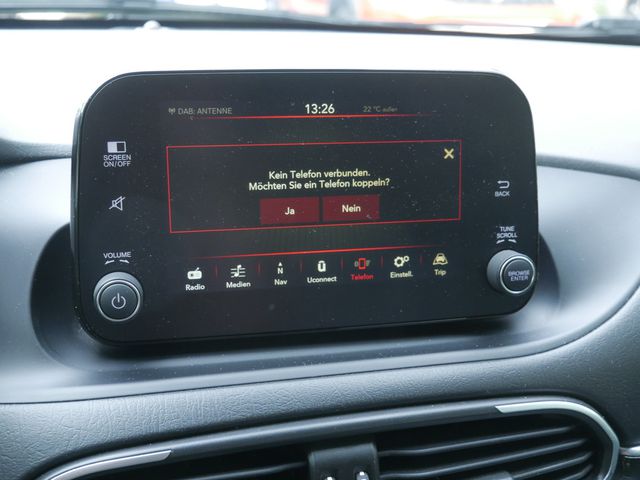 DAB: ANTENNE 13:26 22 °C außen
SCREEN
ON/OFF
Kein Telefon verbunden.
Möchten Sie ein Telefon koppeln?
Ja Nein
BACK
TUNE
SCROLL
VOLUME
BROWSE
ENTER
N
Radio Medien Nav Uconnect Telefon Einstell. Trip